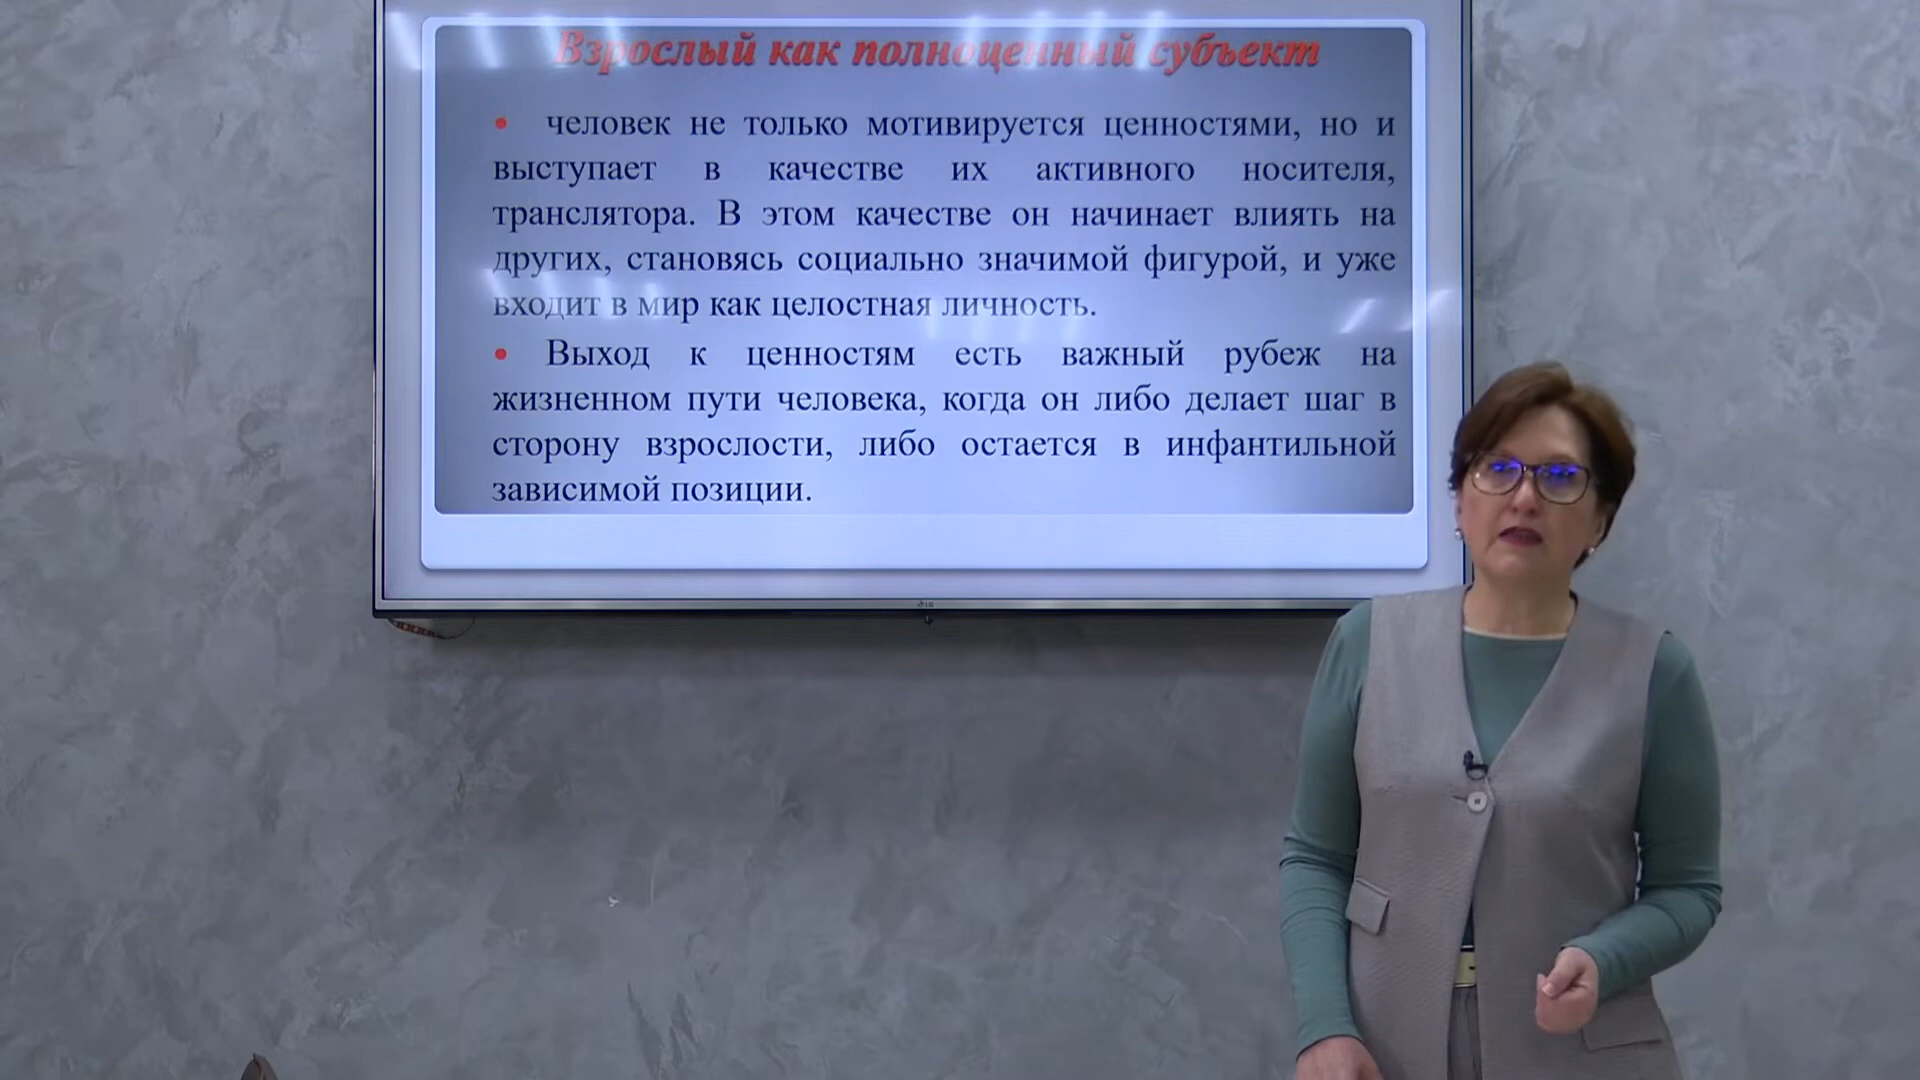 Взрослый как полноценный субъект
• человек не только мотивируется ценностями, но и
выступает в качестве их активного носителя,
транслятора. В этом качестве он начинает влиять на
других, становясь социально значимой фигурой, и уже
входит в мир как целостная личность.
• Выход к ценностям есть важный рубеж на
жизненном пути человека, когда он либо делает шаг в
сторону взрослости, либо остается в инфантильной
зависимой позиции.
LG